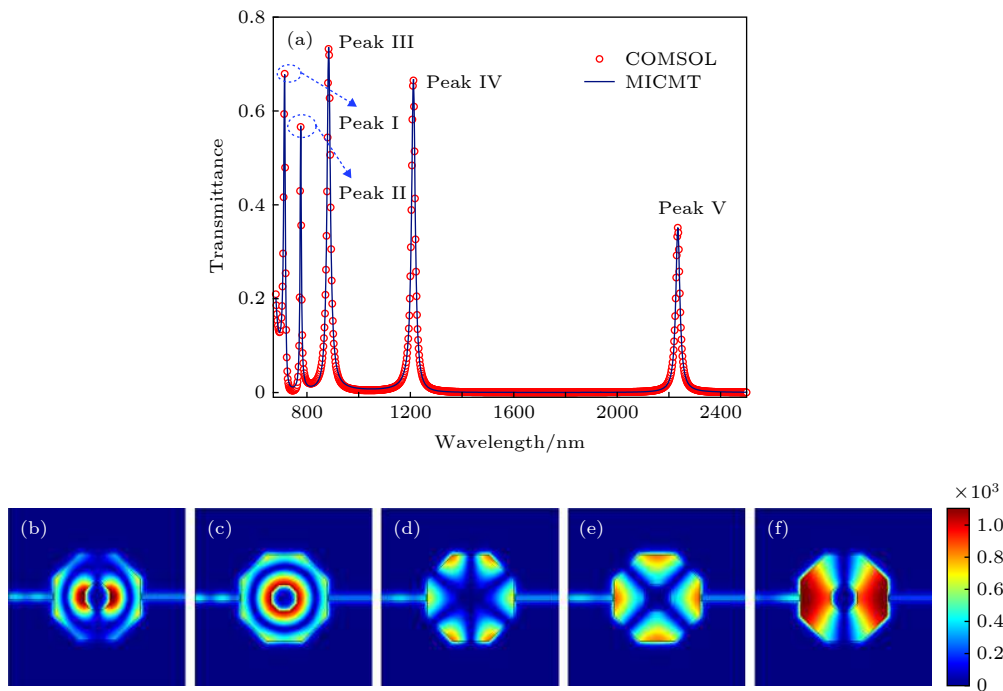 (a)
Peak III
Peak IV
Peak I
Peak II
Peak V
COMSOL
MICMT
Transmittance
0.8
0.6
0.4
0.2
0
800
1200
1600
2000
2400
Wavelength/nm
(b)
(c)
(d)
(e)
(f)
×10³
1.0
0.8
0.6
0.4
0.2
0